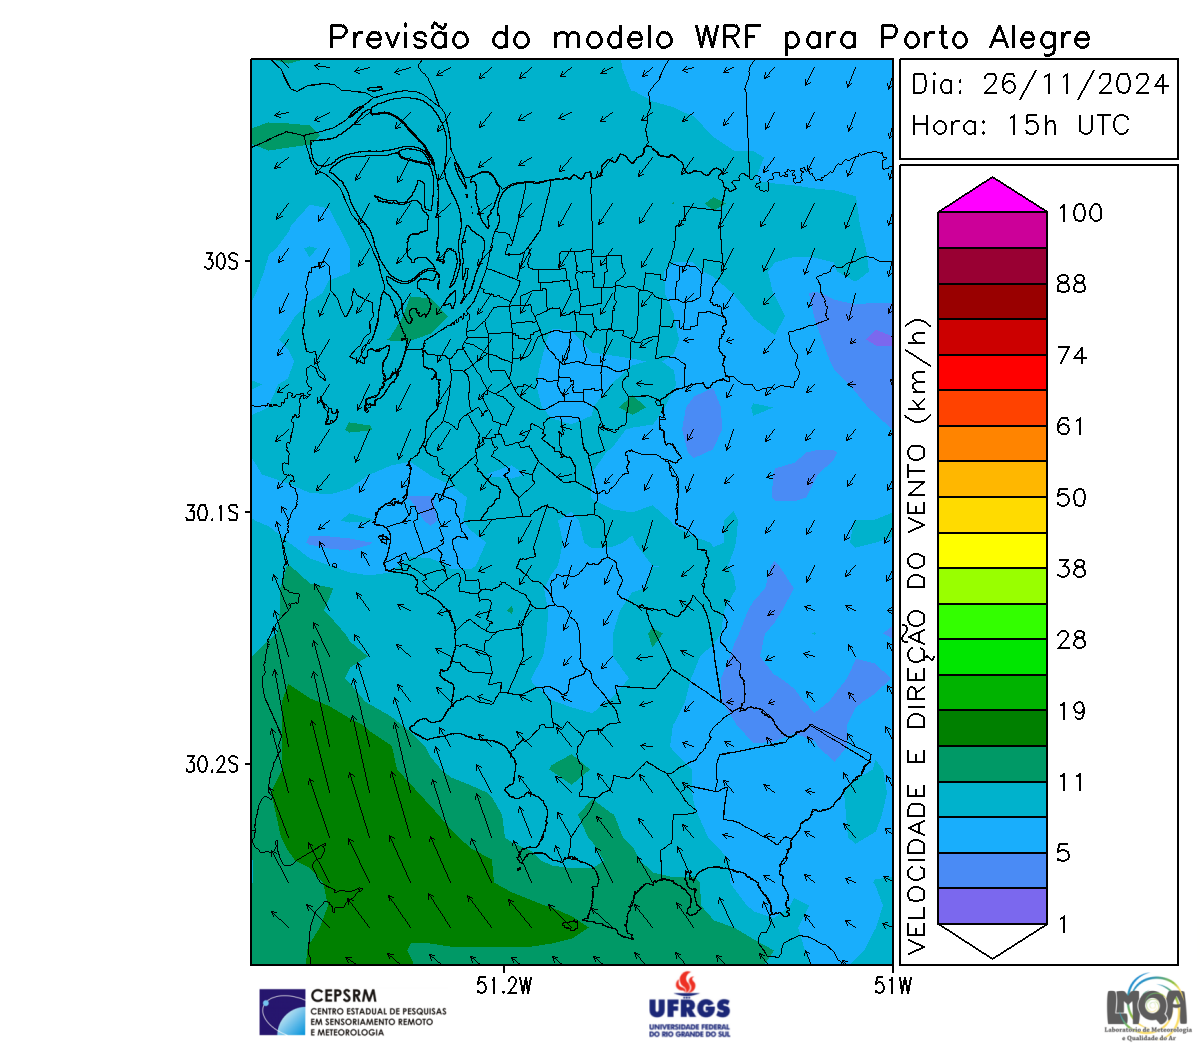 Previsão do modelo WRF para Porto Alegre
Dia: 26/11/2024
Hora: 15h UTC
30S
30.1S
30.2S
51.2W
51W
VELOCIDADE E DIREÇÃO DO VENTO (km/h)
100
88
74
61
50
38
28
19
11
5
1
CEPSRM
CENTRO ESTADUAL DE PESQUISAS
EM SENSORIAMENTO REMOTO
E METEOROLOGIA
UFRGS
UNIVERSIDADE FEDERAL
DO RIO GRANDE DO SUL
LMQA
Laboratório de Meteorologia
e Qualidade do Ar